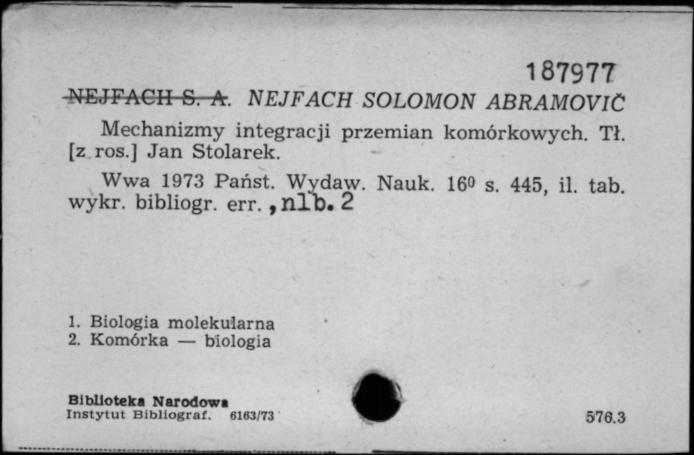 187977
NEJFACH S. A. NEJFACH SOLOMON ABRAMOVIČ
Mechanizmy integracji przemian komórkowych. Tł.
[z ros.] Jan Stolarek.
Wwa 1973 Państ. Wydaw. Nauk. 16⁰ s. 445, il. tab.
wykr. bibliogr. err. , nlb. 2
1. Biologia molekularna
2. Komórka — biologia
Biblioteka Narodowa
Instytut Bibliograf. 6163/73
576.3